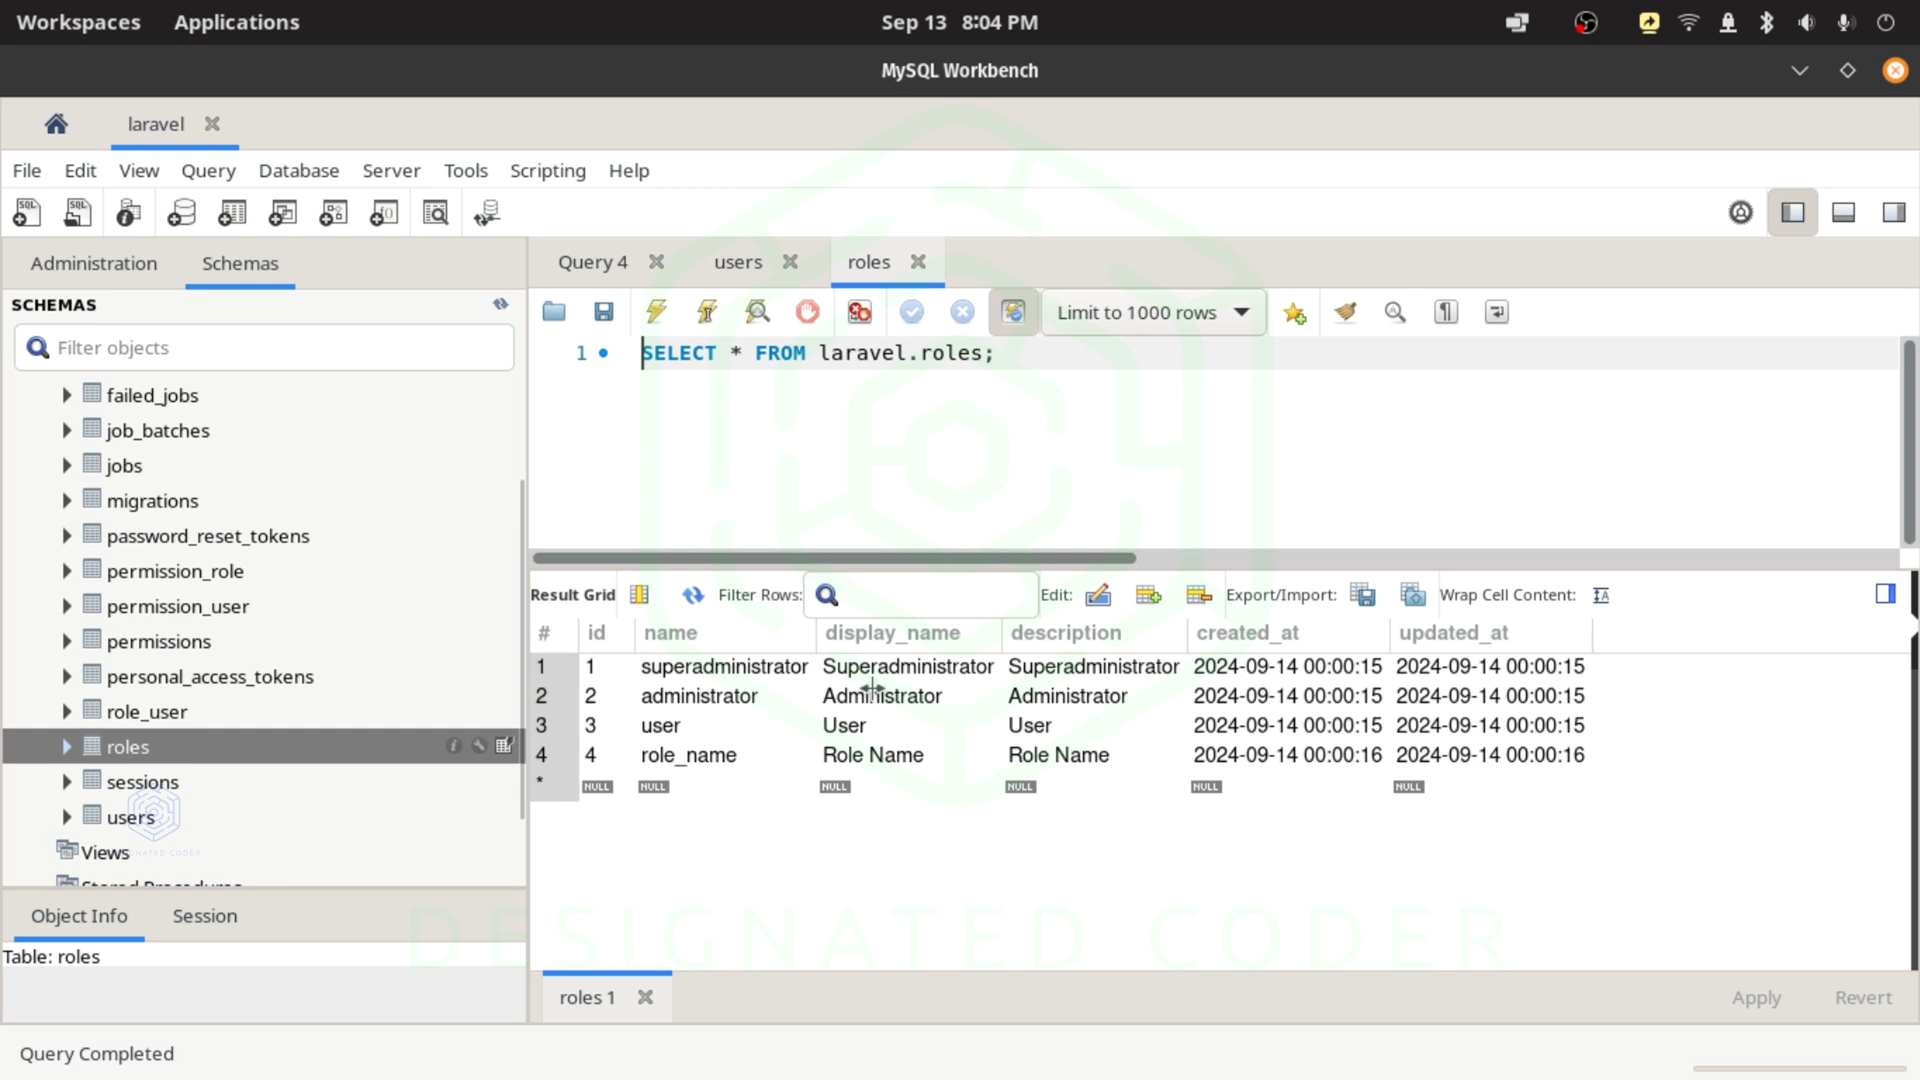 Workspaces Applications Sep 13 8:04 PM
MySQL Workbench
laravel
File Edit View Query Database Server Tools Scripting Help
Administration Schemas
Query 4 users roles
SCHEMAS
Limit to 1000 rows
Filter objects
1 SELECT * FROM laravel.roles;
failed_jobs
job_batches
jobs
migrations
password_reset_tokens
permission_role
permission_user
permissions
personal_access_tokens
role_user
roles
sessions
users
Views
Stored Procedures
Result Grid Filter Rows: Edit: Export/Import: Wrap Cell Content:
# id name display_name description created_at updated_at
1 1 superadministrator Superadministrator Superadministrator 2024-09-14 00:00:15 2024-09-14 00:00:15
2 2 administrator Administrator Administrator 2024-09-14 00:00:15 2024-09-14 00:00:15
3 3 user User User 2024-09-14 00:00:15 2024-09-14 00:00:15
4 4 role_name Role Name Role Name 2024-09-14 00:00:16 2024-09-14 00:00:16
* NULL NULL NULL NULL NULL NULL
Object Info Session
Table: roles
DESIGNATED CODER
roles 1 Apply Revert
Query Completed